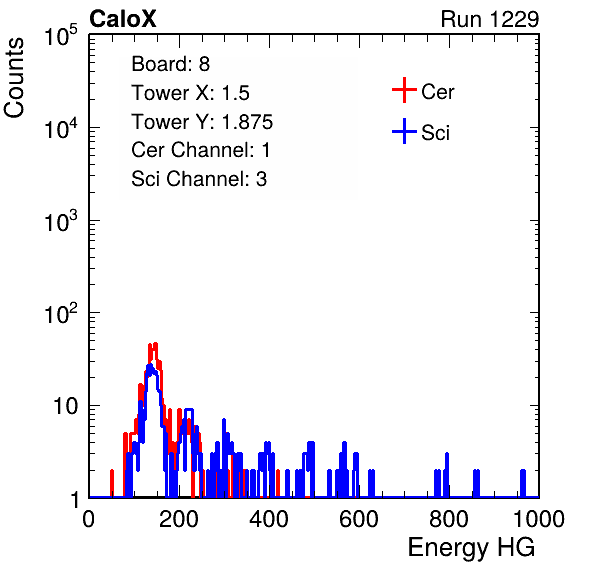 CaloX Run 1229
Counts
10^5
10^4
10^3
10^2
10
1
Board: 8
Tower X: 1.5
Tower Y: 1.875
Cer Channel: 1
Sci Channel: 3
Cer
Sci
0 200 400 600 800 1000
Energy HG